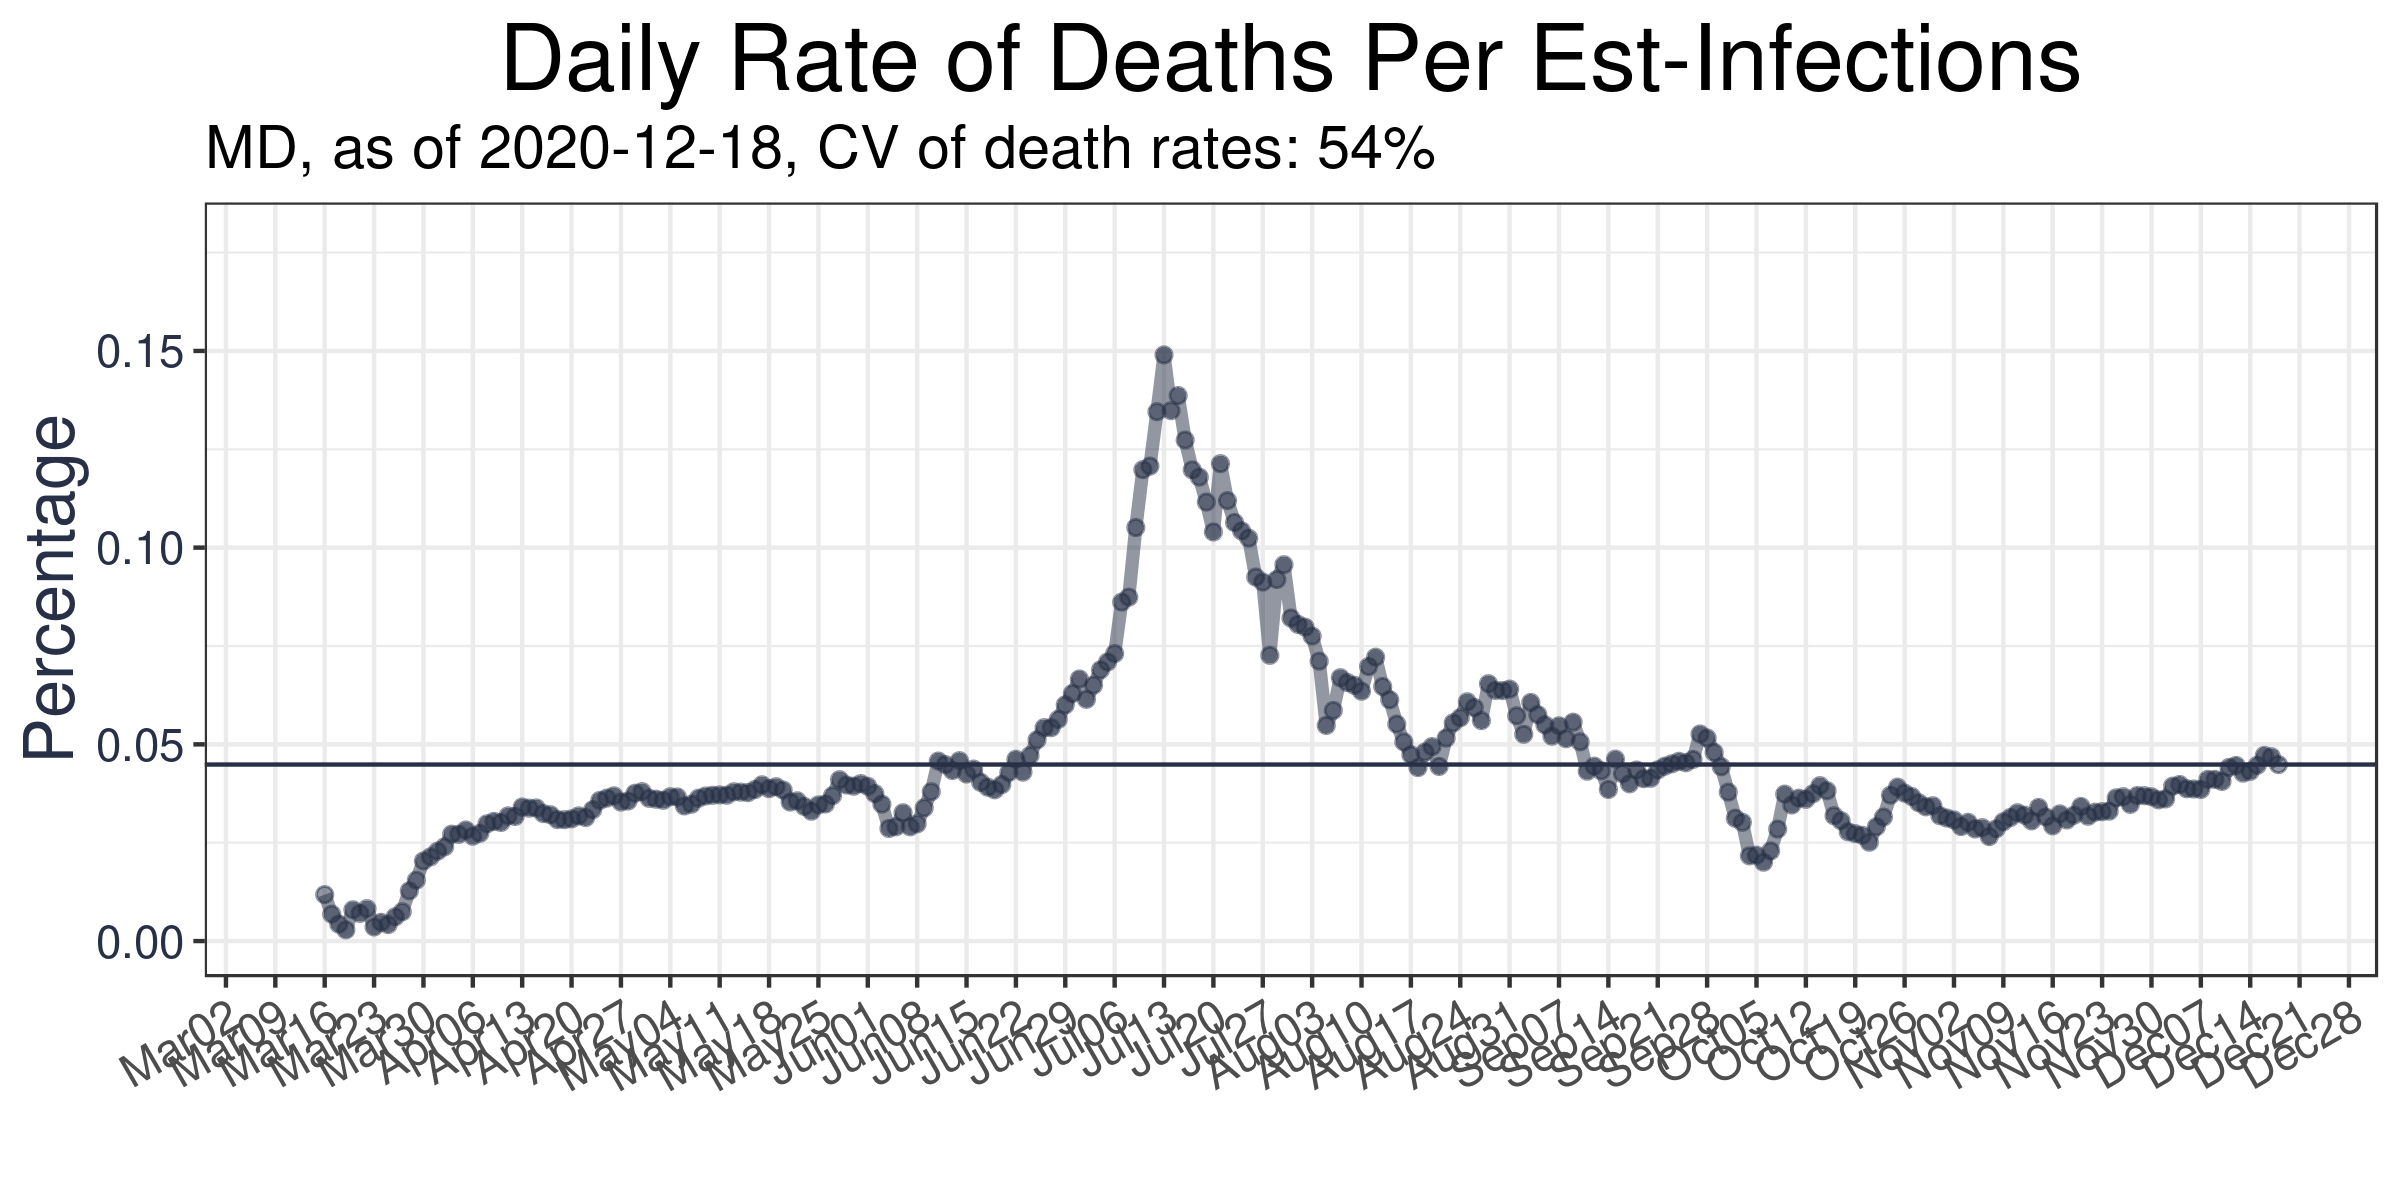 Daily Rate of Deaths Per Est-Infections
MD, as of 2020-12-18, CV of death rates: 54%
Percentage
0.15
0.10
0.05
0.00
Mar02
Mar09
Mar16
Mar23
Mar30
Apr06
Apr13
Apr20
Apr27
May04
May11
May18
May25
Jun01
Jun08
Jun15
Jun22
Jun29
Jul06
Jul13
Jul20
Jul27
Aug03
Aug10
Aug17
Aug24
Aug31
Sep07
Sep14
Sep21
Sep28
Oct05
Oct12
Oct19
Oct26
Nov02
Nov09
Nov16
Nov23
Nov30
Dec07
Dec14
Dec21
Dec28